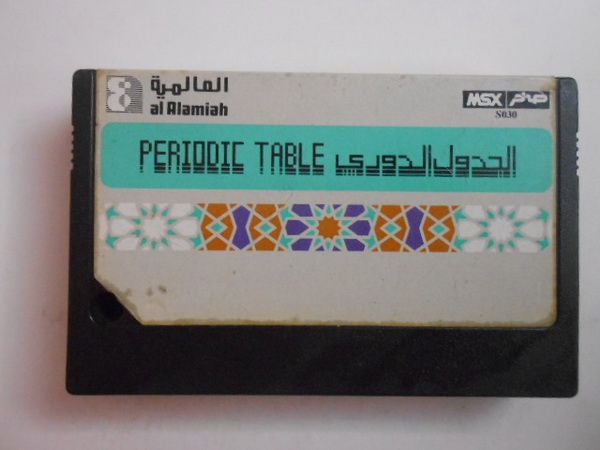 العالمية
al Alamiah
MSX صخر
S030
PERIODIC TABLE الجدول الدوري